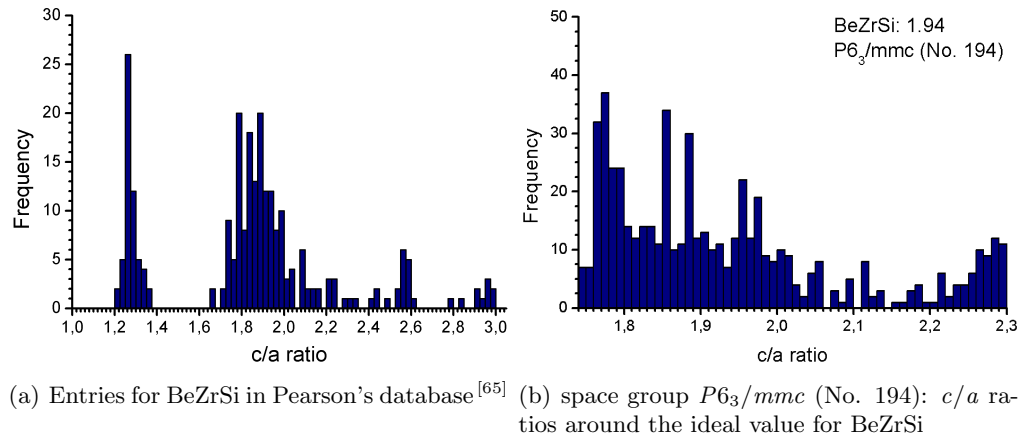 30
25
20
15
10
5
0
Frequency
1,0 1,2 1,4 1,6 1,8 2,0 2,2 2,4 2,6 2,8 3,0
c/a ratio
50
40
30
20
10
0
Frequency
BeZrSi: 1.94
P6₃/mmc (No. 194)
1,8 1,9 2,0 2,1 2,2 2,3
c/a ratio
(a) Entries for BeZrSi in Pearson's database[65]
(b) space group P6₃/mmc (No. 194): c/a ra-
tios around the ideal value for BeZrSi